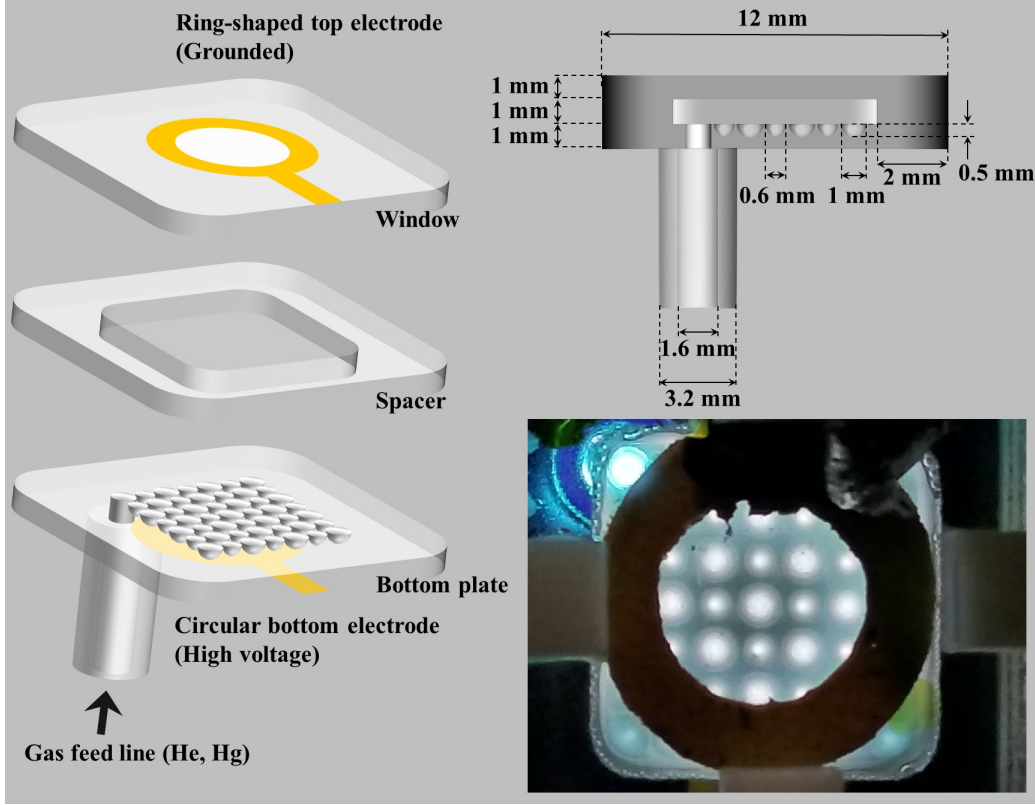 Ring-shaped top electrode
(Grounded)
Window
Spacer
Bottom plate
Circular bottom electrode
(High voltage)
Gas feed line (He, Hg)
12 mm
1 mm
1 mm
1 mm
0.5 mm
0.6 mm
1 mm
2 mm
1.6 mm
3.2 mm